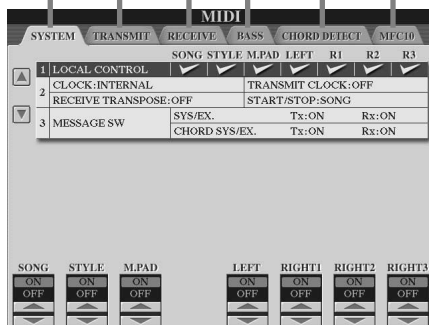 MIDI
SYSTEM TRANSMIT RECEIVE BASS CHORD DETECT MFC10
SONG STYLE M.PAD LEFT R1 R2 R3
1 LOCAL CONTROL
2 CLOCK:INTERNAL TRANSMIT CLOCK:OFF
RECEIVE TRANSPOSE:OFF START/STOP:SONG
3 MESSAGE SW SYS/EX. Tx:ON Rx:ON
CHORD SYS/EX. Tx:ON Rx:ON
SONG STYLE M.PAD LEFT RIGHT1 RIGHT2 RIGHT3
ON ON ON ON ON ON ON
OFF OFF OFF OFF OFF OFF OFF